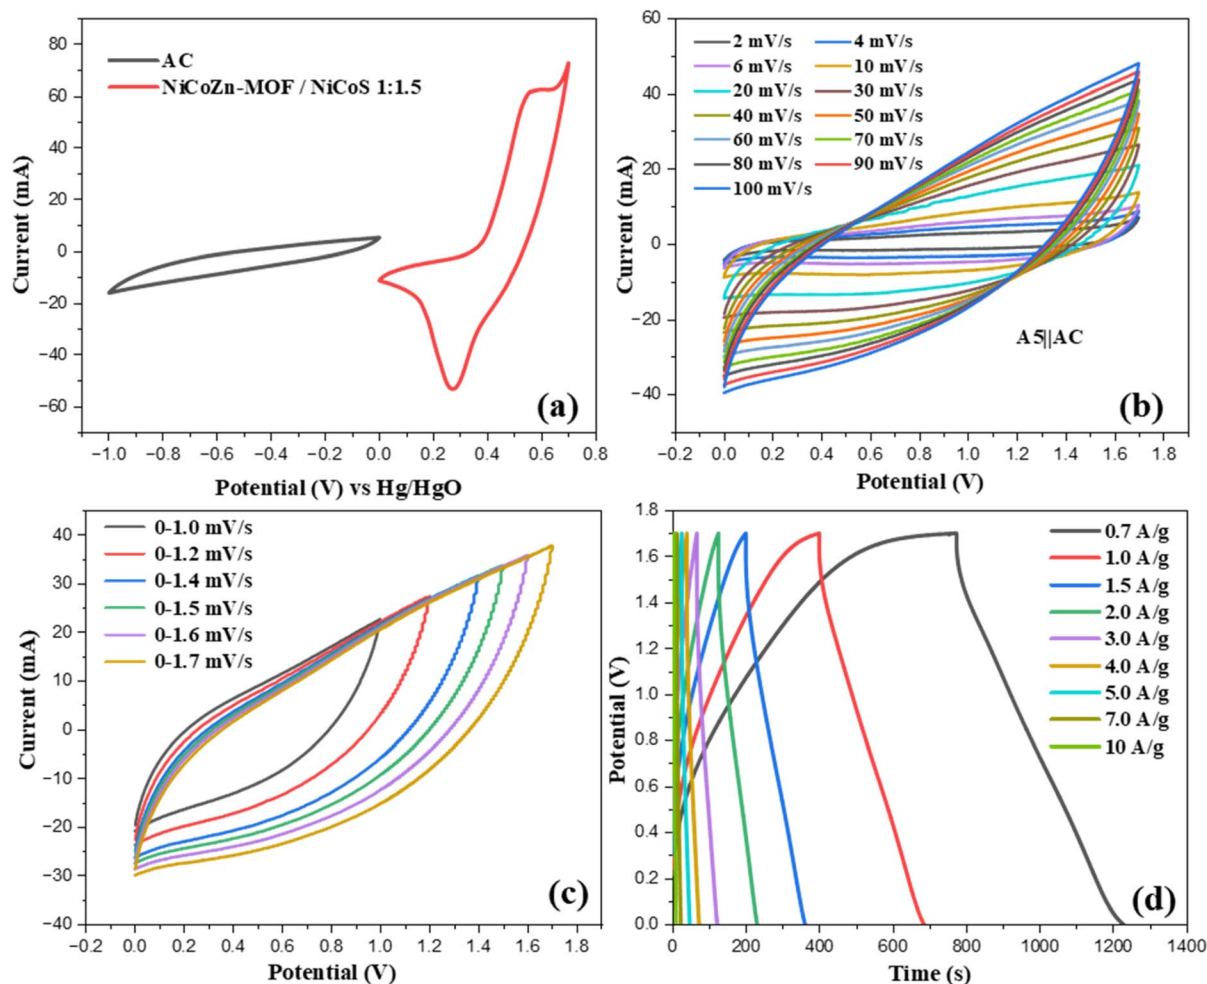 80
60
40
20
0
−20
−40
−60
Current (mA)
AC
NiCoZn-MOF / NiCoS 1:1.5
(a)
−1.0 −0.8 −0.6 −0.4 −0.2 0.0 0.2 0.4 0.6 0.8
Potential (V) vs Hg/HgO
60
40
20
0
−20
−40
Current (mA)
2 mV/s 4 mV/s
6 mV/s 10 mV/s
20 mV/s 30 mV/s
40 mV/s 50 mV/s
60 mV/s 70 mV/s
80 mV/s 90 mV/s
100 mV/s
A5||AC
(b)
−0.2 0.0 0.2 0.4 0.6 0.8 1.0 1.2 1.4 1.6 1.8
Potential (V)
40
30
20
10
0
−10
−20
−30
−40
Current (mA)
0-1.0 mV/s
0-1.2 mV/s
0-1.4 mV/s
0-1.5 mV/s
0-1.6 mV/s
0-1.7 mV/s
(c)
0.0 0.2 0.4 0.6 0.8 1.0 1.2 1.4 1.6 1.8
Potential (V)
1.8
1.6
1.4
1.2
1.0
0.8
0.6
0.4
0.2
0.0
Potential (V)
0.7 A/g
1.0 A/g
1.5 A/g
2.0 A/g
3.0 A/g
4.0 A/g
5.0 A/g
7.0 A/g
10 A/g
(d)
0 200 400 600 800 1000 1200 1400
Time (s)